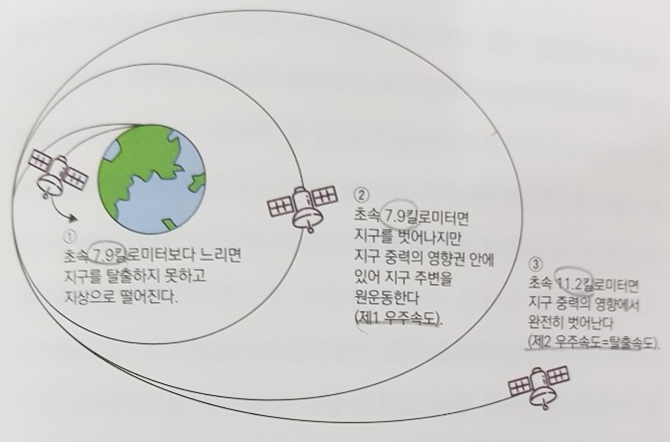 ①
초속 7.9킬로미터보다 느리면
지구를 탈출하지 못하고
지상으로 떨어진다.
②
초속 7.9킬로미터면
지구를 벗어나지만
지구 중력의 영향권 안에
있어 지구 주변을
원운동한다
(제1 우주속도).
③
초속 11.2킬로미터면
지구 중력의 영향에서
완전히 벗어난다
(제2 우주속도=탈출속도).